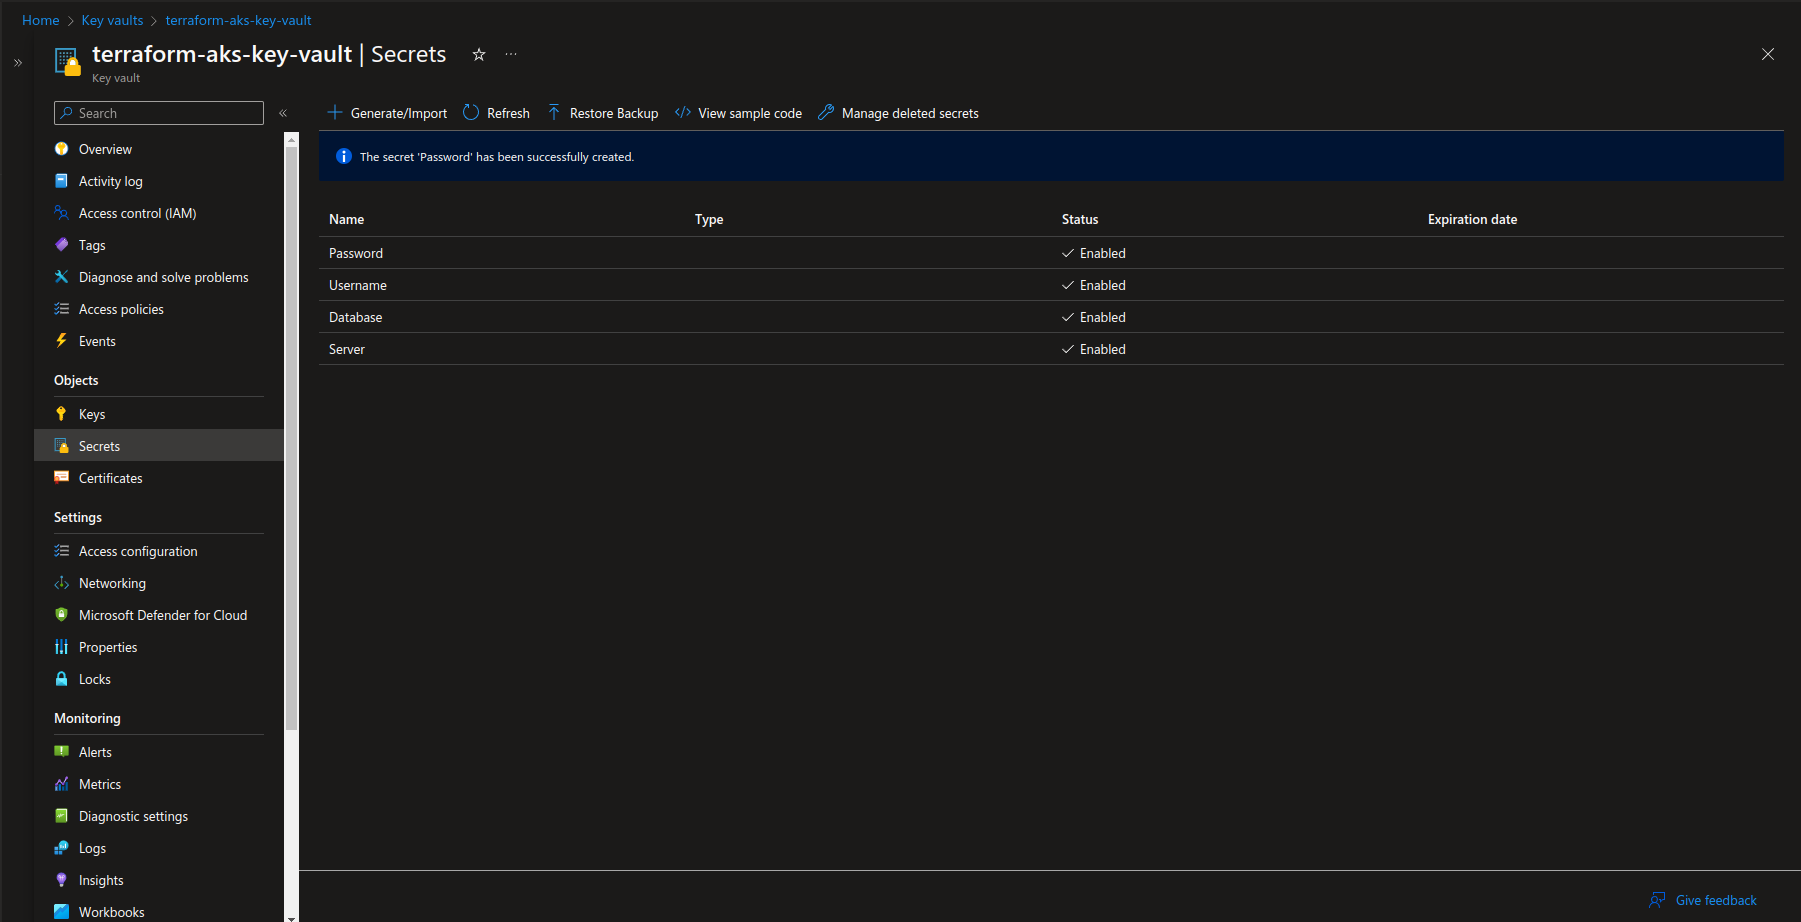 Home > Key vaults > terraform-aks-key-vault
terraform-aks-key-vault | Secrets
Key vault
Search
Overview
Activity log
Access control (IAM)
Tags
Diagnose and solve problems
Access policies
Events
Objects
Keys
Secrets
Certificates
Settings
Access configuration
Networking
Microsoft Defender for Cloud
Properties
Locks
Monitoring
Alerts
Metrics
Diagnostic settings
Logs
Insights
Workbooks
Generate/Import Refresh Restore Backup View sample code Manage deleted secrets
The secret 'Password' has been successfully created.
Name Type Status Expiration date
Password Enabled
Username Enabled
Database Enabled
Server Enabled
Give feedback